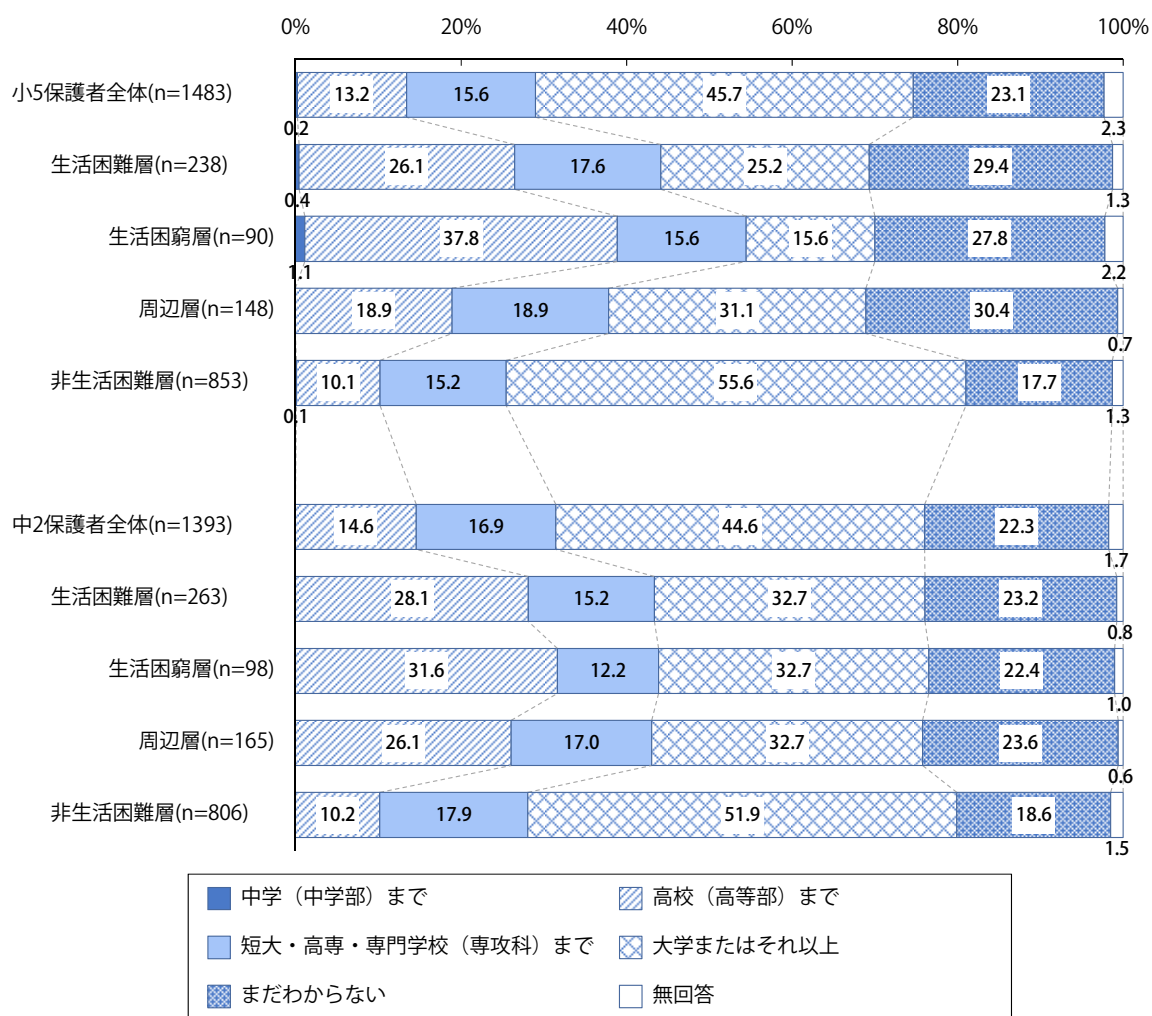 0% 20% 40% 60% 80% 100%
小5保護者全体(n=1483) 13.2 15.6 45.7 23.1
0.2 2.3
生活困難層(n=238) 26.1 17.6 25.2 29.4
0.4 1.3
生活困窮層(n=90) 37.8 15.6 15.6 27.8
1.1 2.2
周辺層(n=148) 18.9 18.9 31.1 30.4
0.7
非生活困難層(n=853) 10.1 15.2 55.6 17.7
0.1 1.3
中2保護者全体(n=1393) 14.6 16.9 44.6 22.3
1.7
生活困難層(n=263) 28.1 15.2 32.7 23.2
0.8
生活困窮層(n=98) 31.6 12.2 32.7 22.4
1.0
周辺層(n=165) 26.1 17.0 32.7 23.6
0.6
非生活困難層(n=806) 10.2 17.9 51.9 18.6
1.5
中学（中学部）まで 高校（高等部）まで
短大・高専・専門学校（専攻科）まで 大学またはそれ以上
まだわからない 無回答